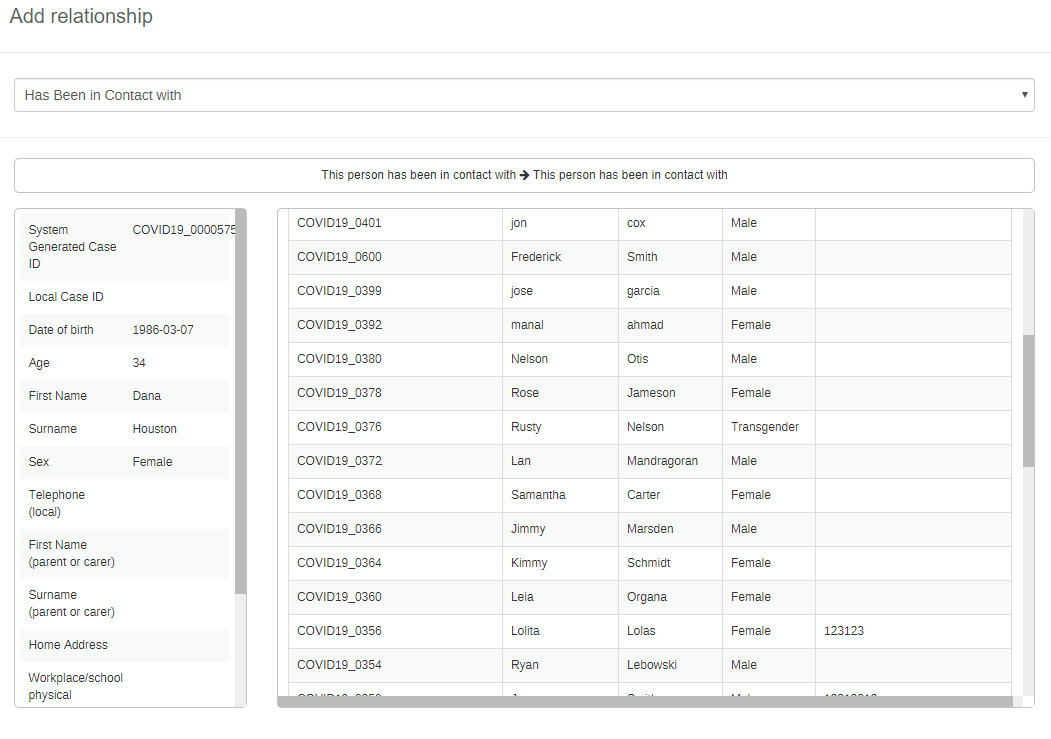 Add relationship
Has Been in Contact with
This person has been in contact with → This person has been in contact with
System Generated Case ID COVID19_0000575
Local Case ID
Date of birth 1986-03-07
Age 34
First Name Dana
Surname Houston
Sex Female
Telephone (local)
First Name (parent or carer)
Surname (parent or carer)
Home Address
Workplace/school physical
COVID19_0401 jon cox Male
COVID19_0600 Frederick Smith Male
COVID19_0399 jose garcia Male
COVID19_0392 manal ahmad Female
COVID19_0380 Nelson Otis Male
COVID19_0378 Rose Jameson Female
COVID19_0376 Rusty Nelson Transgender
COVID19_0372 Lan Mandragoran Male
COVID19_0368 Samantha Carter Female
COVID19_0366 Jimmy Marsden Male
COVID19_0364 Kimmy Schmidt Female
COVID19_0360 Leia Organa Female
COVID19_0356 Lolita Lolas Female 123123
COVID19_0354 Ryan Lebowski Male